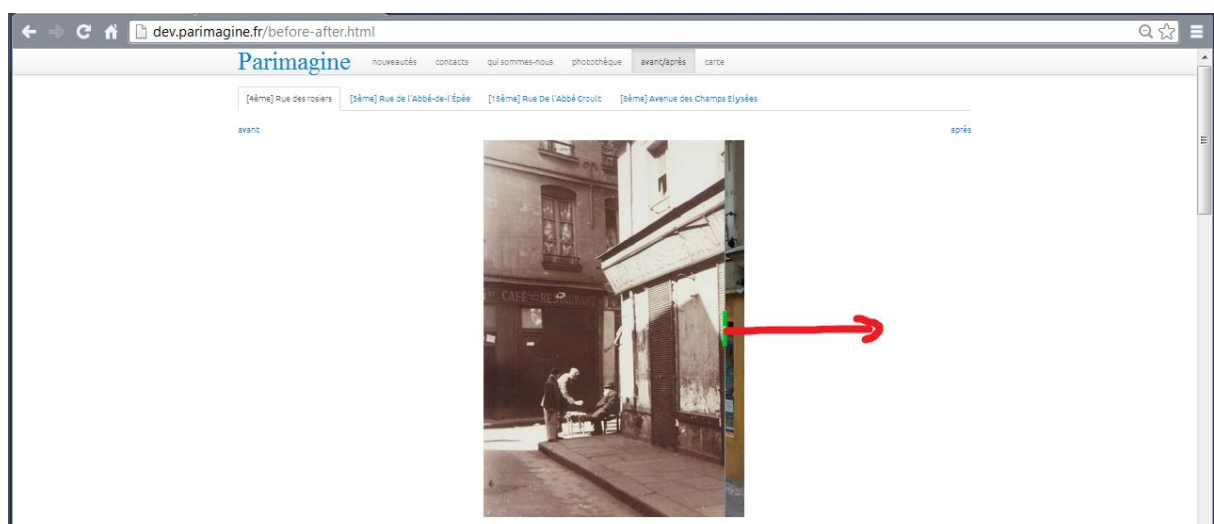 dev.parimagine.fr/before-after.html
Parimagine nouveautés contacts qui sommes-nous photothèque avant/après carte
[4ème] Rue des rosiers [5ème] Rue de l'Abbé-de-l'Épée [15ème] Rue De l'Abbé Groult [8ème] Avenue des Champs Elysées
avant après
CAFÉ RESTAURANT